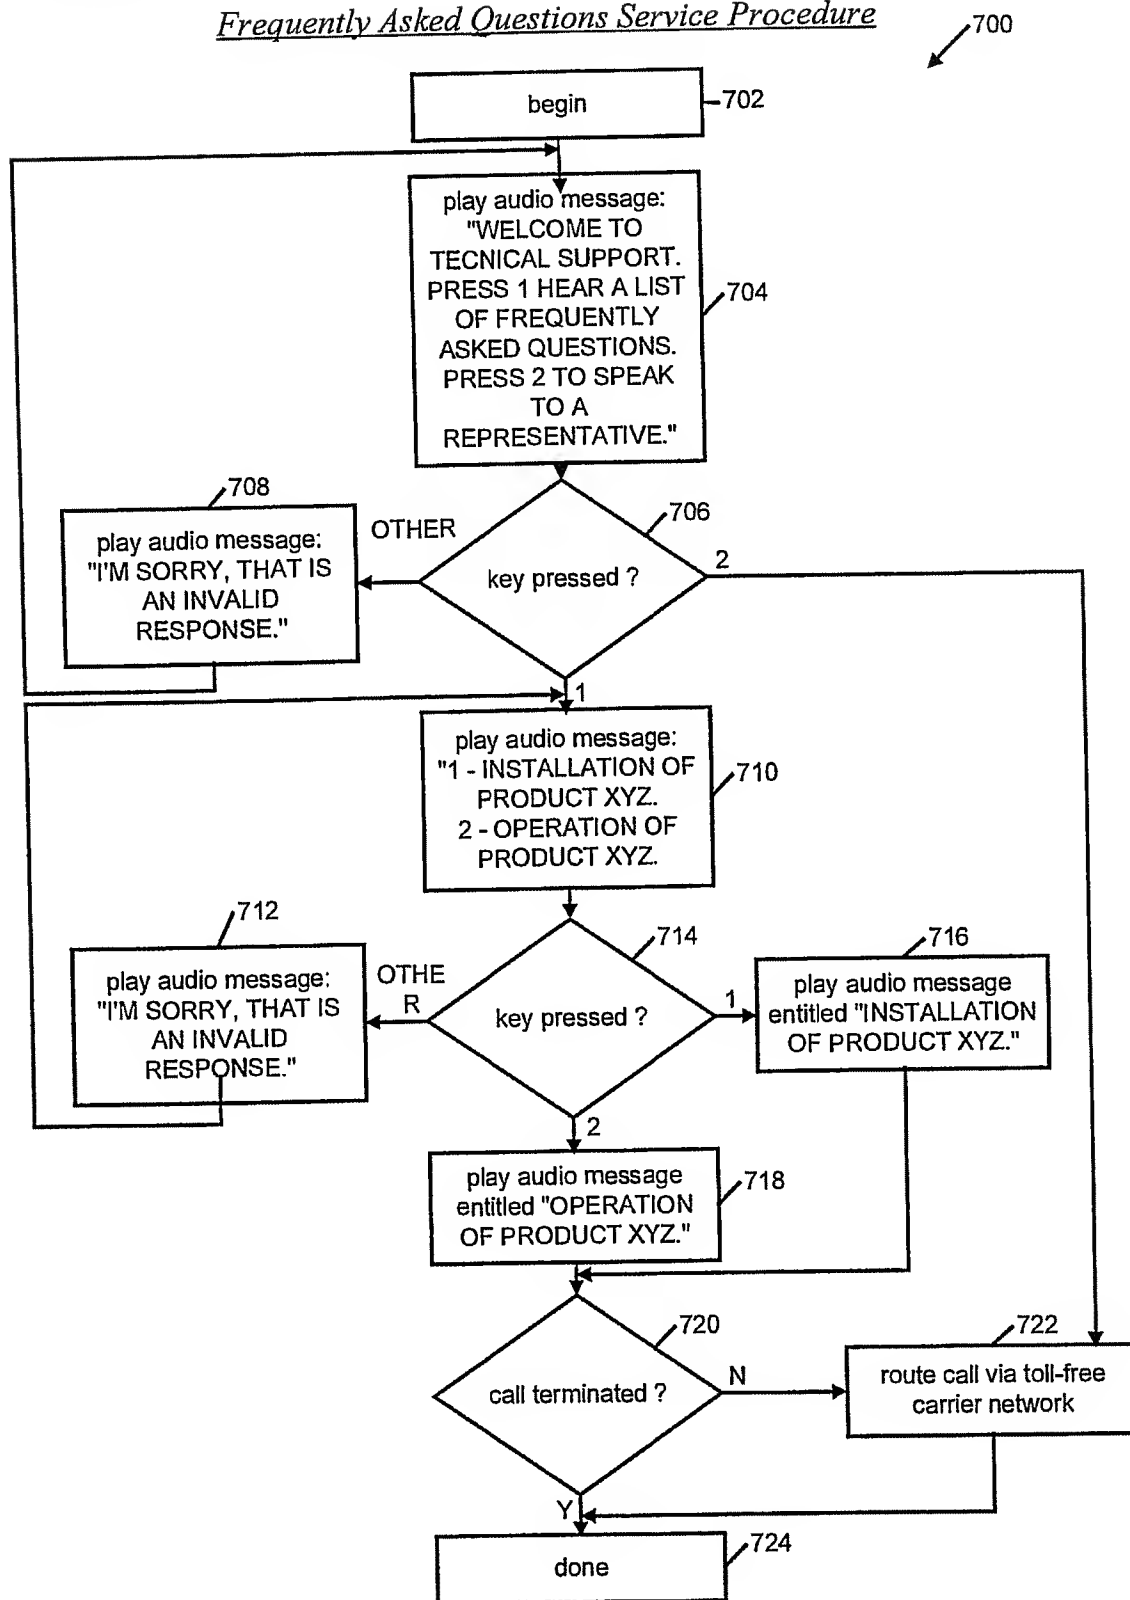 Frequently Asked Questions Service Procedure
700
begin
702
play audio message:
"WELCOME TO
TECNICAL SUPPORT.
PRESS 1 HEAR A LIST
OF FREQUENTLY
ASKED QUESTIONS.
PRESS 2 TO SPEAK
TO A
REPRESENTATIVE."
704
708
play audio message:
"I'M SORRY, THAT IS
AN INVALID
RESPONSE."
OTHER
706
key pressed ?
2
1
play audio message:
"1 - INSTALLATION OF
PRODUCT XYZ.
2 - OPERATION OF
PRODUCT XYZ.
710
712
play audio message:
"I'M SORRY, THAT IS
AN INVALID
RESPONSE."
OTHE
R
714
key pressed ?
1
716
play audio message
entitled "INSTALLATION
OF PRODUCT XYZ."
2
play audio message
entitled "OPERATION
OF PRODUCT XYZ."
718
720
call terminated ?
N
722
route call via toll-free
carrier network
Y
done
724